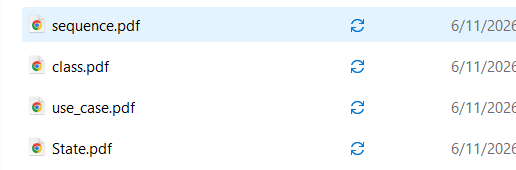 sequence.pdf 6/11/2026
class.pdf 6/11/2026
use_case.pdf 6/11/2026
State.pdf 6/11/2026